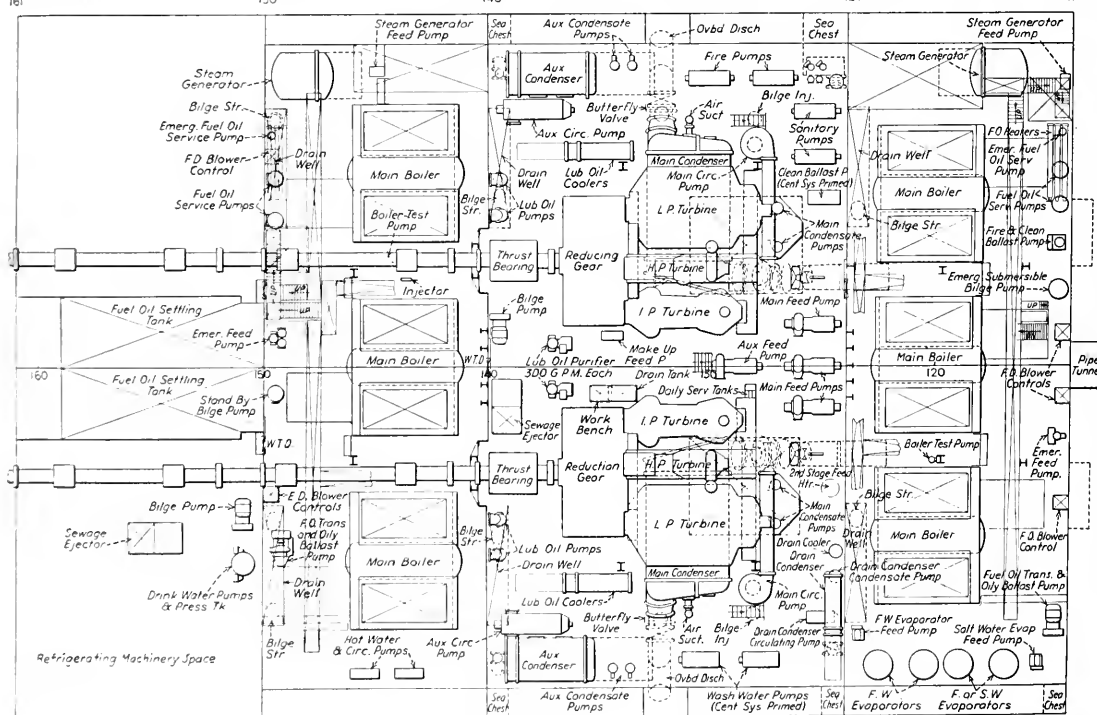 161
150
140
Steam Generator
Feed Pump
Sea
Chest
Aux Condensate
Pumps
Ovbd Disch
Sea
Chest
Steam Generator
Feed Pump
Steam
Generator
Aux
Condenser
Fire Pumps
Steam Generator
Bilge Str.
Emerg. Fuel Oil
Service Pump
F.D. Blower
Control
Drain
Well
Fuel Oil
Service Pumps
Main Boiler
Boiler Test
Pump
Aux Circ. Pump
Drain
Well
Bilge
Str.
Lub Oil
Coolers
Lub Oil
Pumps
Butterfly
Valve
Air
Suct
Bilge Inj.
Sanitary
Pumps
Main Condenser
Main Circ.
Pump
Clean Ballast P
(Cent Sys Primed)
L P Turbine
Main
Condensate
Pumps
Drain Well
Main Boiler
Bilge Str.
F.O Heaters
Emer. Fuel
Oil Serv
Pump
Fuel Oil
Serv Pumps
Fire & Clean
Ballast Pump
Emerg Submersible
Bilge Pump
Thrust
Bearing
Reducing
Gear
H.P Turbine
UP
UP
UP
Injector
Bilge
Pump
I P Turbine
Main Feed Pump
UP
Fuel Oil Settling
Tank
Emer. Feed
Pump
Main Boiler
W.T.D
Lub Oil Purifier
300 G P.M. Each
Make Up
Feed P
Aux Feed
Pump
Main Boiler
160
150
140
130
120
Pipe
Tunnel
Fuel Oil Settling
Tank
Drain Tank
Daily Serv Tanks
Main Feed Pumps
F.D Blower
Controls
Stand By
Bilge Pump
Sewage
Ejector
Work
Bench
I.P Turbine
W T D
Boiler Test Pump
Emer.
Feed
Pump.
Thrust
Bearing
Reduction
Gear
H.P Turbine
2nd Stage Feed
Htr.
Bilge Str.
F.D. Blower
Controls
Bilge Pump
F.O. Trans
and Oily
Ballast
Pump
Sewage
Ejector
Main Boiler
Bilge
Str
Lub Oil Pumps
Drain Well
L P Turbine
Main
Condensate
Pumps
Drain Cooler
Drain
Condenser
Drain
Well
Main Boiler
F.D. Blower
Control
Drink Water Pumps
& Press Tk
Drain
Well
Lub Oil
Coolers
Main Condenser
Main Circ.
Pump
Drain Condenser
Condensate Pump
Fuel Oil Trans. &
Oily Ballast Pump
Bilge
Str
Hot Water
& Circ. Pumps
Aux Circ
Pump
Butterfly
Valve
Air
Suct.
Bilge
Inj
Drain Condenser
Circulating Pump
F W Evaporator
Feed Pump
Salt Water Evap
Feed Pump
Refrigerating Machinery Space
Aux
Condenser
Sea
Chest
Aux Condensate
Pumps
Ovbd Disch
Wash Water Pumps
(Cent Sys Primed)
Sea
Chest
F. W
Evaporators
F. or S.W
Evaporators
Sea
Chest